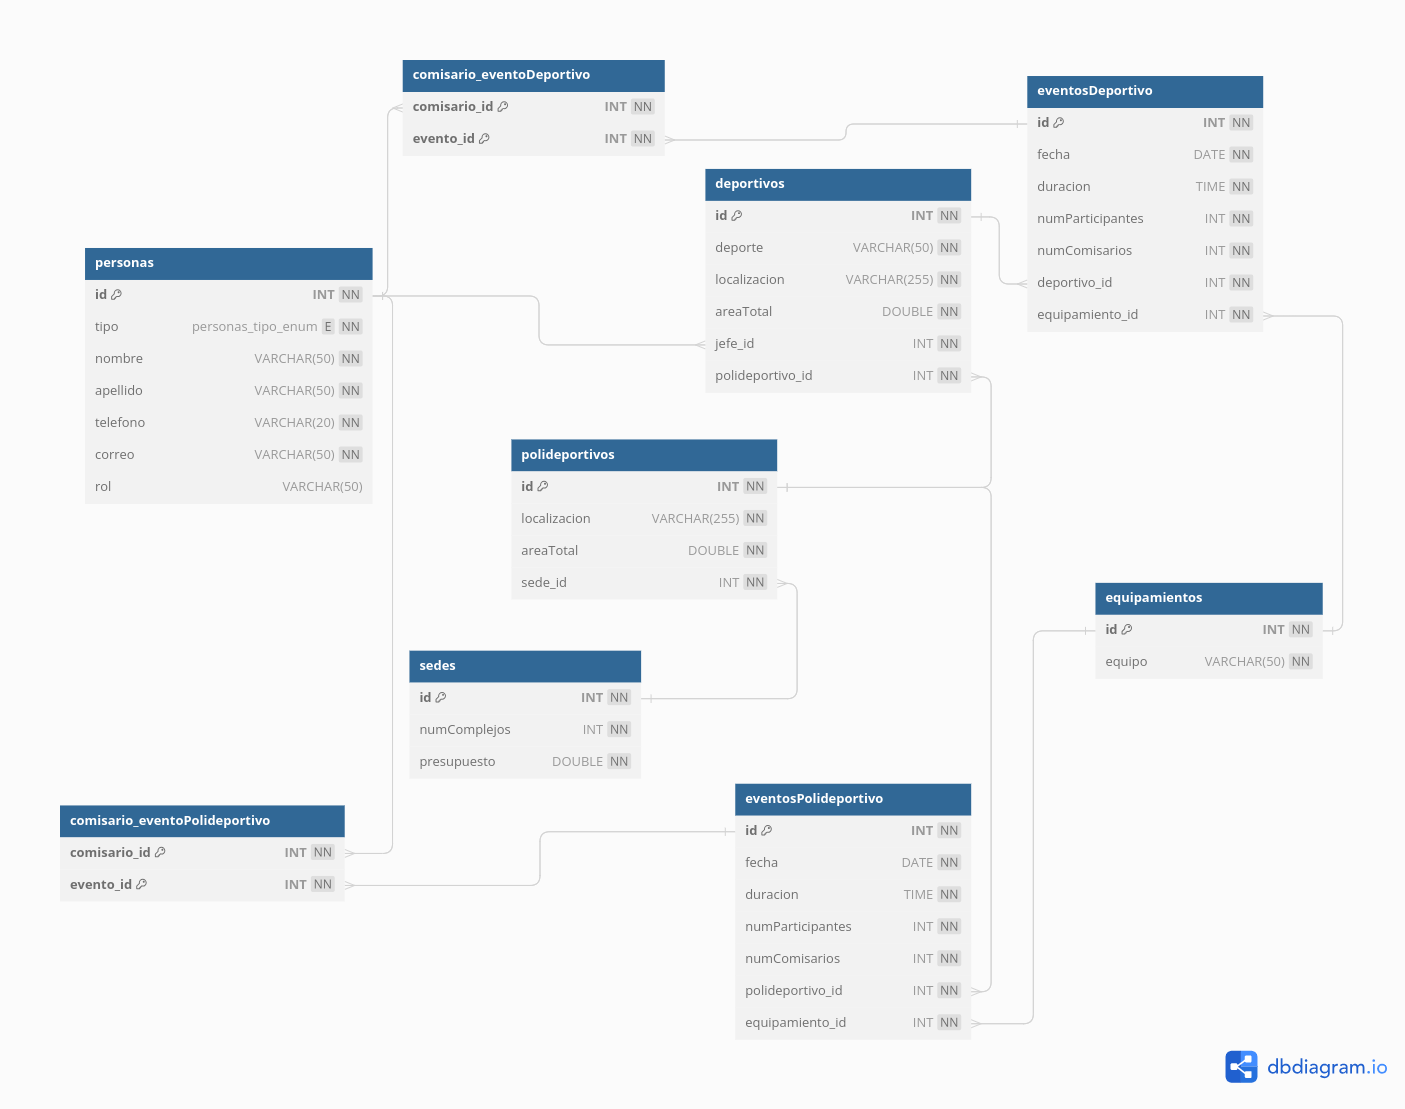 comisario_eventoDeportivo
comisario_id INT NN
evento_id INT NN
eventosDeportivo
id INT NN
fecha DATE NN
duracion TIME NN
numParticipantes INT NN
numComisarios INT NN
deportivo_id INT NN
equipamiento_id INT NN
deportivos
id INT NN
deporte VARCHAR(50) NN
localizacion VARCHAR(255) NN
areaTotal DOUBLE NN
jefe_id INT NN
polideportivo_id INT NN
personas
id INT NN
tipo personas_tipo_enum E NN
nombre VARCHAR(50) NN
apellido VARCHAR(50) NN
telefono VARCHAR(20) NN
correo VARCHAR(50) NN
rol VARCHAR(50)
polideportivos
id INT NN
localizacion VARCHAR(255) NN
areaTotal DOUBLE NN
sede_id INT NN
equipamientos
id INT NN
equipo VARCHAR(50) NN
sedes
id INT NN
numComplejos INT NN
presupuesto DOUBLE NN
comisario_eventoPolideportivo
comisario_id INT NN
evento_id INT NN
eventosPolideportivo
id INT NN
fecha DATE NN
duracion TIME NN
numParticipantes INT NN
numComisarios INT NN
polideportivo_id INT NN
equipamiento_id INT NN
dbdiagram.io